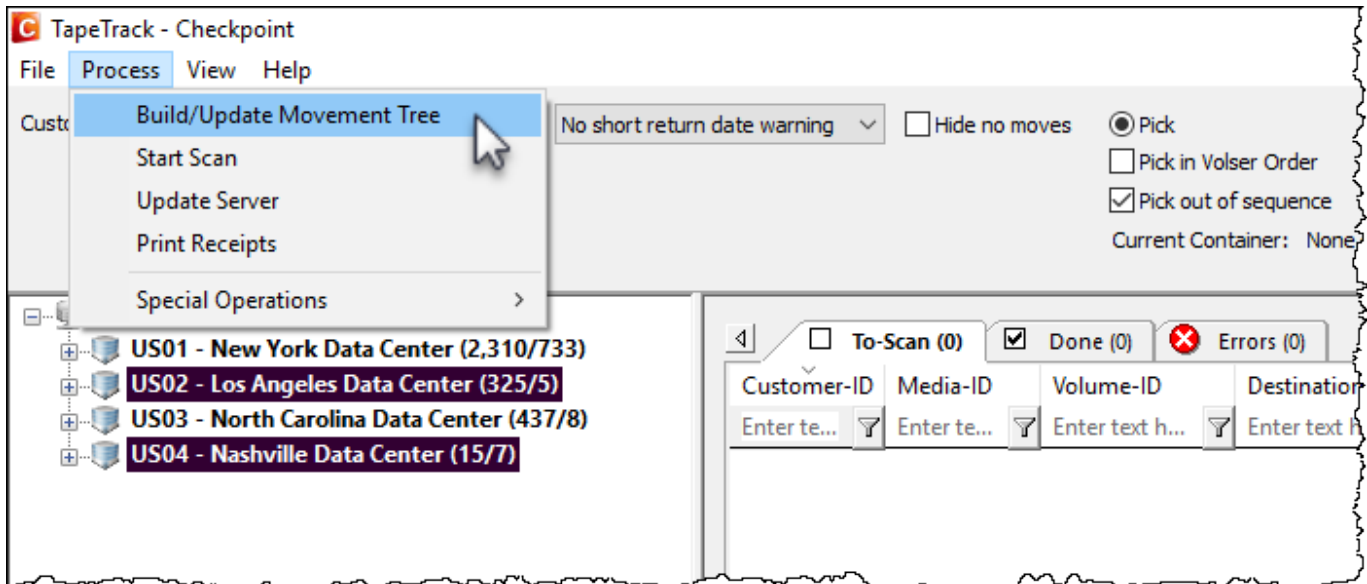 TapeTrack - Checkpoint
File Process View Help
Build/Update Movement Tree
Start Scan
Update Server
Print Receipts
Special Operations
No short return date warning
Hide no moves
Pick
Pick in Volser Order
Pick out of sequence
Current Container: None
US01 - New York Data Center (2,310/733)
US02 - Los Angeles Data Center (325/5)
US03 - North Carolina Data Center (437/8)
US04 - Nashville Data Center (15/7)
To-Scan (0) Done (0) Errors (0)
Customer-ID Media-ID Volume-ID Destination
Enter te... Enter te... Enter text h... Enter text